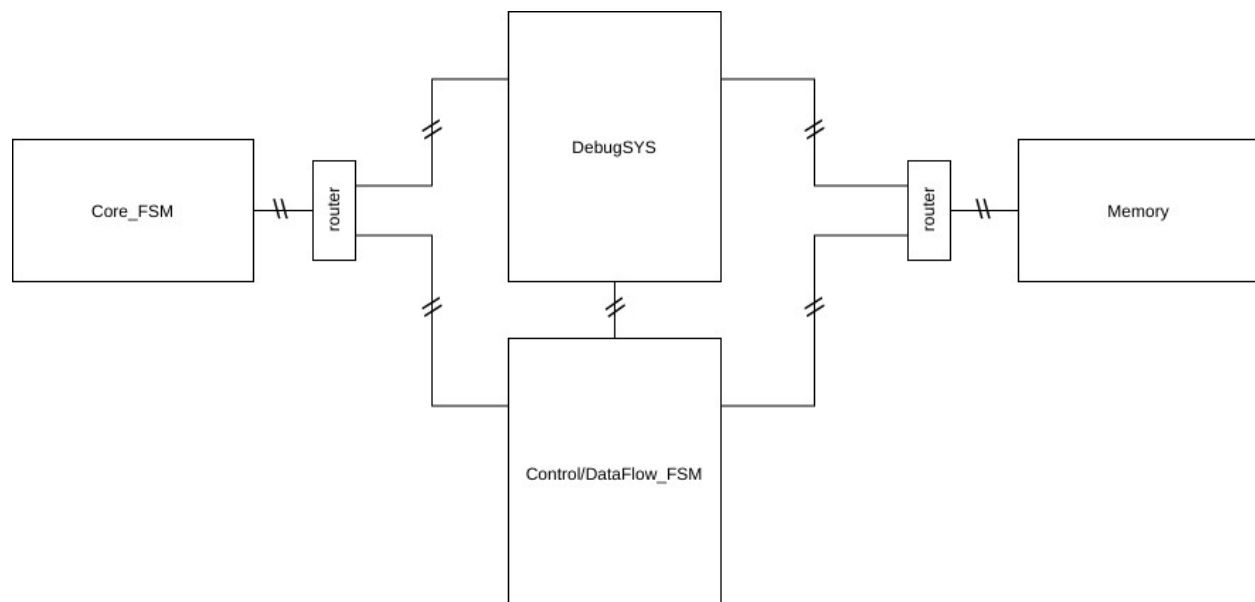 DebugSYS
Core_FSM
router
router
Memory
Control/DataFlow_FSM